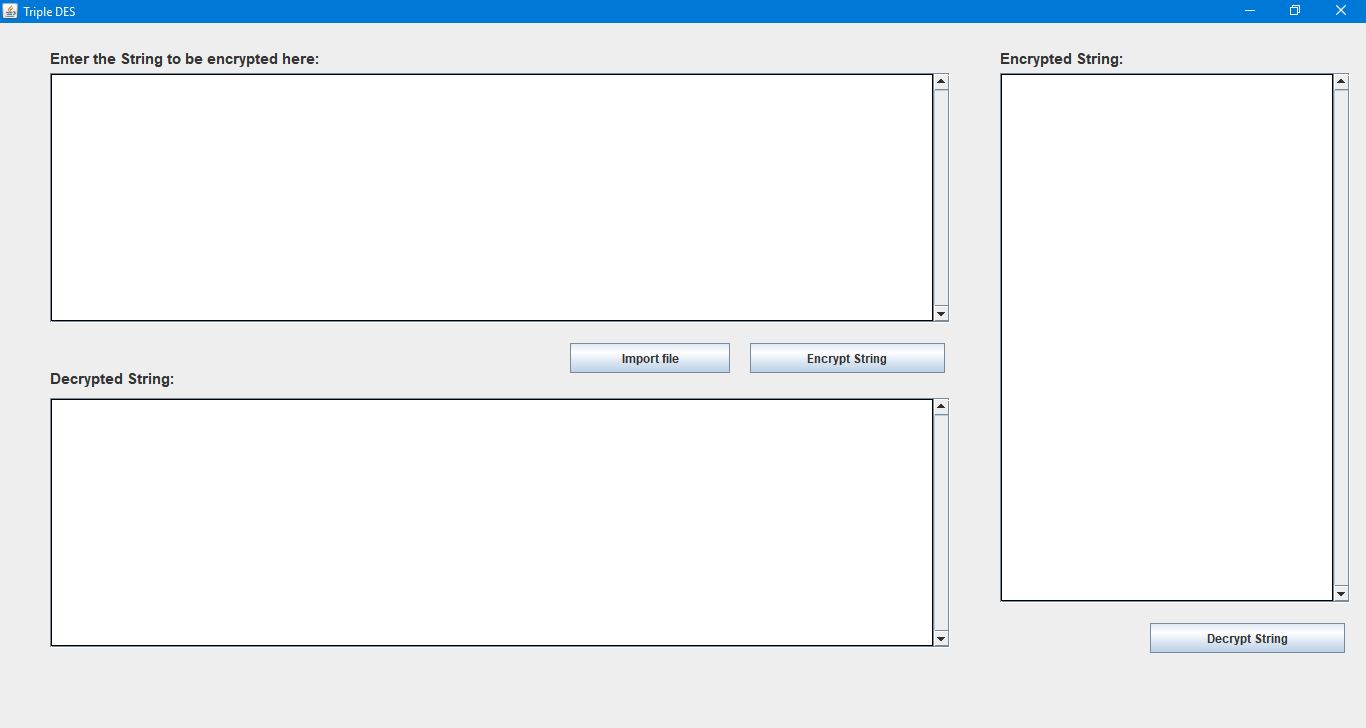 Triple DES
Enter the String to be encrypted here:
Encrypted String:
Import file
Encrypt String
Decrypted String:
Decrypt String